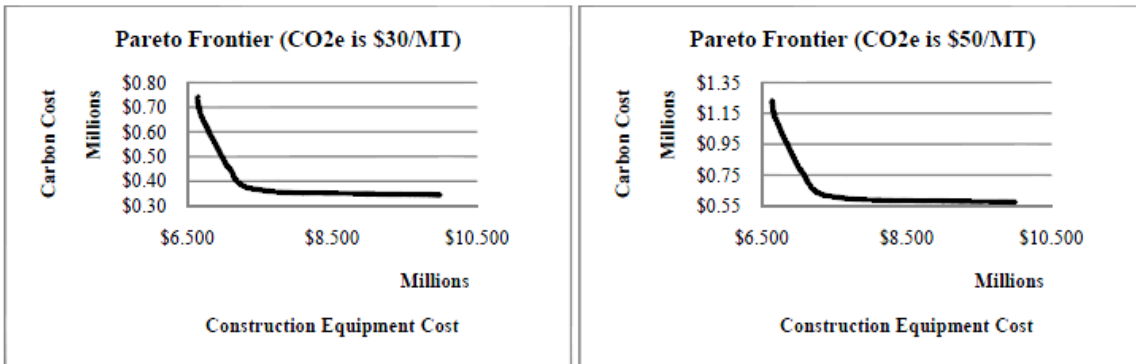 Pareto Frontier (CO2e is $30/MT)
Carbon Cost
Millions
$0.80
$0.70
$0.60
$0.50
$0.40
$0.30
$6.500 $8.500 $10.500
Millions
Construction Equipment Cost
Pareto Frontier (CO2e is $50/MT)
Carbon Cost
Millions
$1.35
$1.15
$0.95
$0.75
$0.55
$6.500 $8.500 $10.500
Millions
Construction Equipment Cost